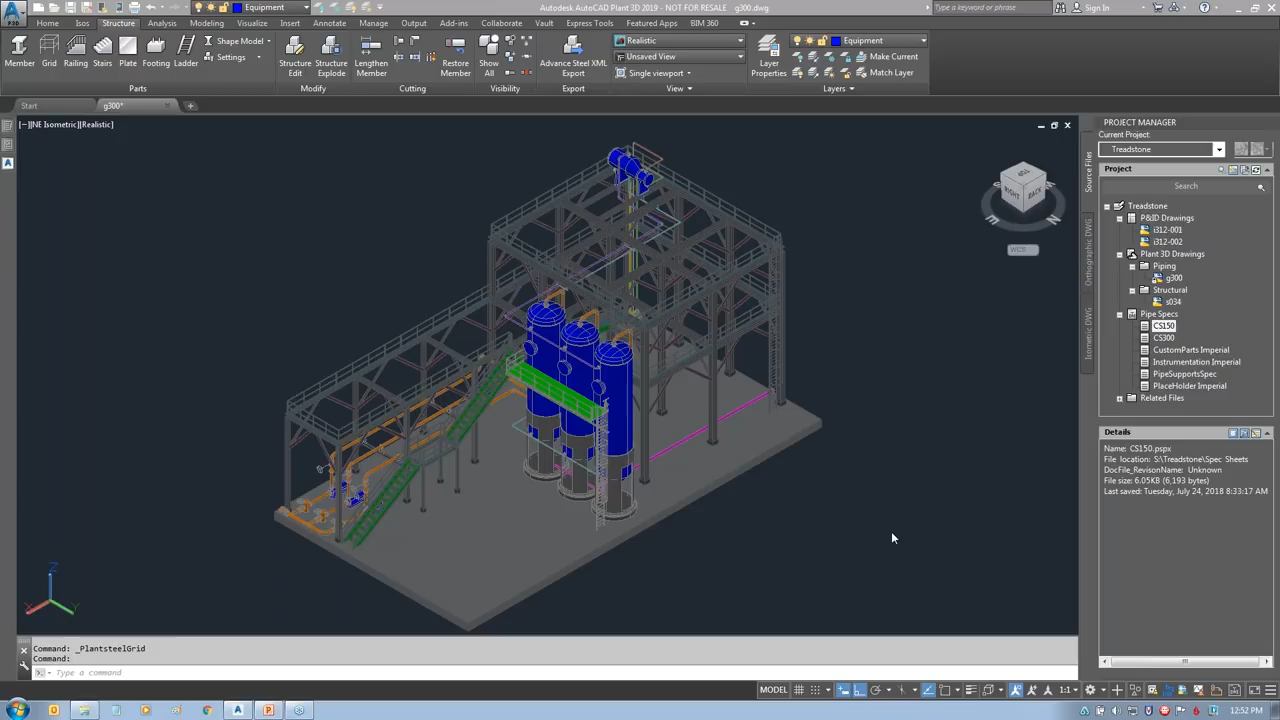 Autodesk AutoCAD Plant 3D 2019 - NOT FOR RESALE g300.dwg
Equipment
Type a keyword or phrase
Sign In
P3D
Home Isos Structure Analysis Modeling Visualize Insert Annotate Manage Output Add-ins Collaborate Vault Express Tools Featured Apps BIM 360
Member Grid Railing Stairs Plate Footing Ladder
Shape Model
Settings
Structure Edit
Structure Explode
Lengthen Member
Restore Member
Show All
Advance Steel XML Export
Realistic
Unsaved View
Single viewport
Layer Properties
Equipment
Make Current
Match Layer
Parts Modify Cutting Visibility Export View Layers
Start g300*
[−][NE Isometric][Realistic]
RIGHT BACK
WCS
Z
X Y
PROJECT MANAGER
Current Project:
Treadstone
Project
Search
Treadstone
P&ID Drawings
i312-001
i312-002
Plant 3D Drawings
Piping
g300
Structural
s034
Pipe Specs
CS150
CS300
CustomParts Imperial
Instrumentation Imperial
PipeSupportsSpec
PlaceHolder Imperial
Related Files
Source Files
Orthographic DWG
Isometric DWG
Details
Name: CS150.pspx
File location: S:\Treadstone\Spec Sheets
DocFile_RevisonName: Unknown
File size: 6.05KB (6,193 bytes)
Last saved: Tuesday, July 24, 2018 8:33:17 AM
Command: _PlantsteelGrid
Command:
Type a command
MODEL
1:1
12:52 PM